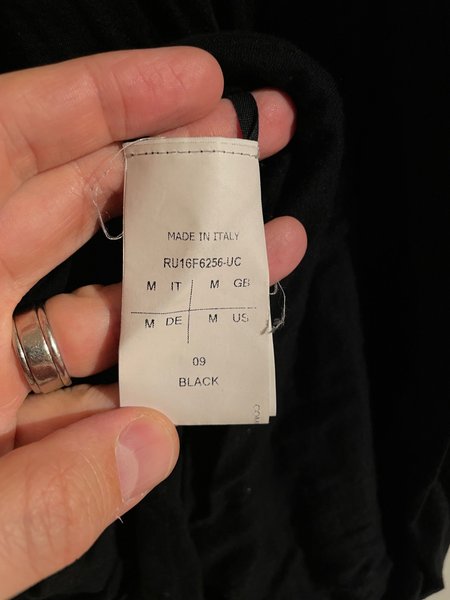 MADE IN ITALY
RU16F6256-UC
M IT M GB
M DE M US
09
BLACK